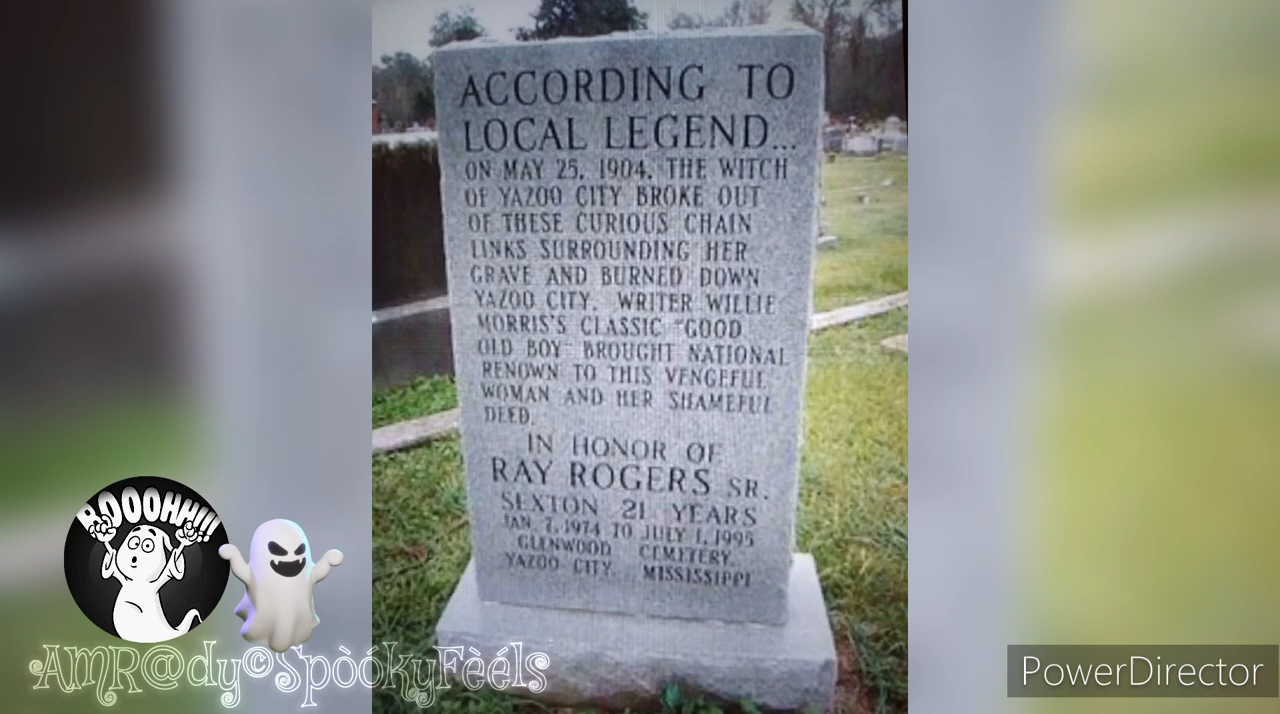 ACCORDING TO
LOCAL LEGEND...
ON MAY 25, 1904, THE WITCH
OF YAZOO CITY BROKE OUT
OF THESE CURIOUS CHAIN
LINKS SURROUNDING HER
GRAVE AND BURNED DOWN
YAZOO CITY. WRITER WILLIE
MORRIS'S CLASSIC "GOOD
OLD BOY" BROUGHT NATIONAL
RENOWN TO THIS VENGEFUL
WOMAN AND HER SHAMEFUL
DEED.
IN HONOR OF
RAY ROGERS SR.
SEXTON 21 YEARS
JAN. 7, 1974 TO JULY 1, 1995
GLENWOOD CEMETERY
YAZOO CITY, MISSISSIPPI
BOOOHH!!!
AMR@dy©SpòókyFèéls
PowerDirector